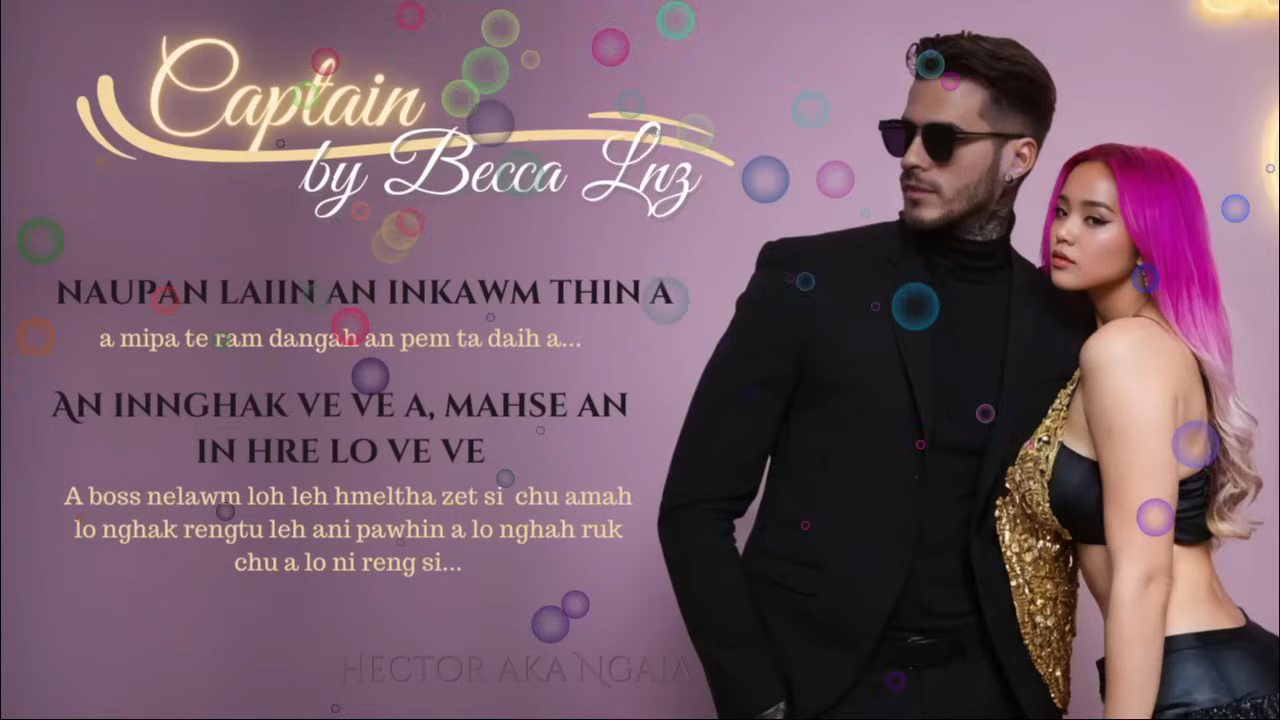 Captain
by Becca Lnz
NAUPAN LAIIN AN INKAWM THIN A
a mipa te ram dangah an pem ta daih a...
AN INNGHAK VE VE A, MAHSE AN
IN HRE LO VE VE
A boss nelawm loh leh hmeltha zet si chu amah
lo nghak rengtu leh ani pawhin a lo nghah ruk
chu a lo ni reng si...
HECTOR AKA NGAIA